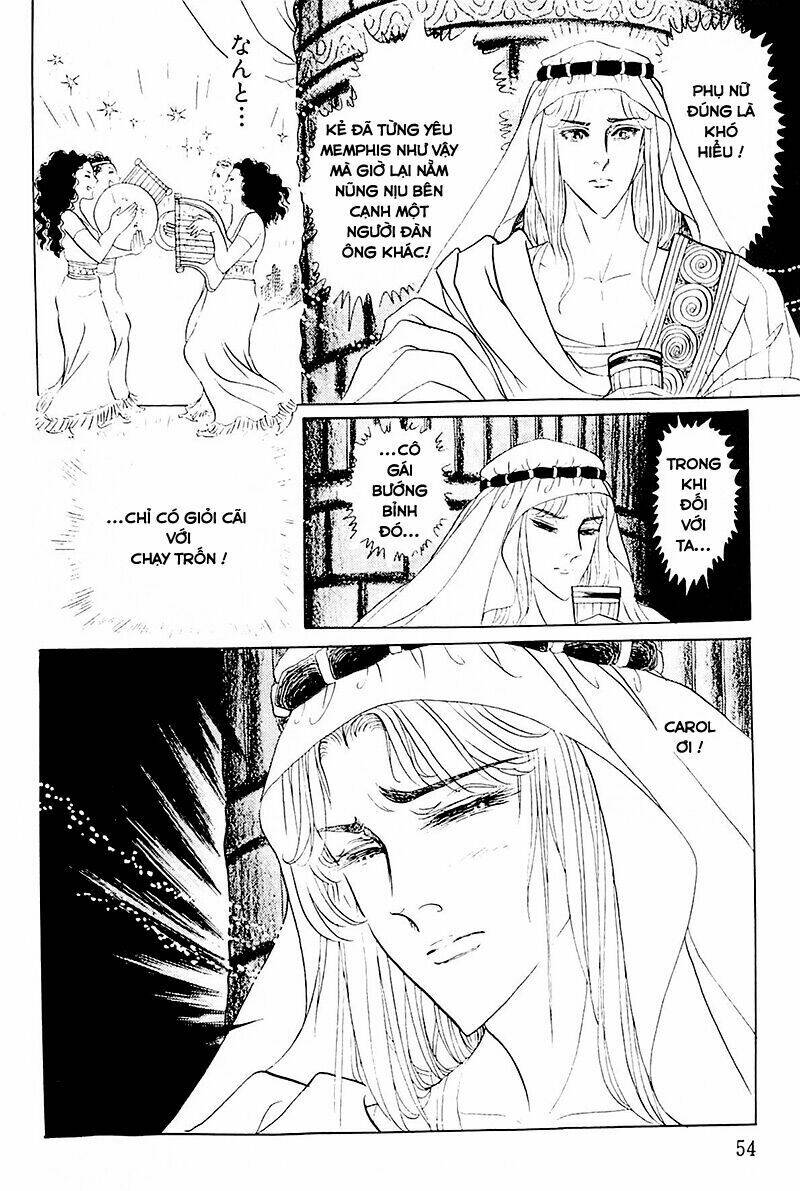 PHỤ NỮ
ĐÚNG LÀ
KHÓ
HIỂU !
KẺ ĐÃ TỪNG YÊU
MEMPHIS NHƯ VẬY
MÀ GIỜ LẠI NẰM
NŨNG NỊU BÊN
CẠNH MỘT
NGƯỜI ĐÀN
ÔNG KHÁC!
なんと…
TRONG
KHI
ĐỐI
VỚI
TA...
...CÔ
GÁI
BƯỚNG
BỈNH
ĐÓ...
...CHỈ CÓ GIỎI CÃI
VỚI
CHẠY TRỐN !
CAROL
ƠI !
54